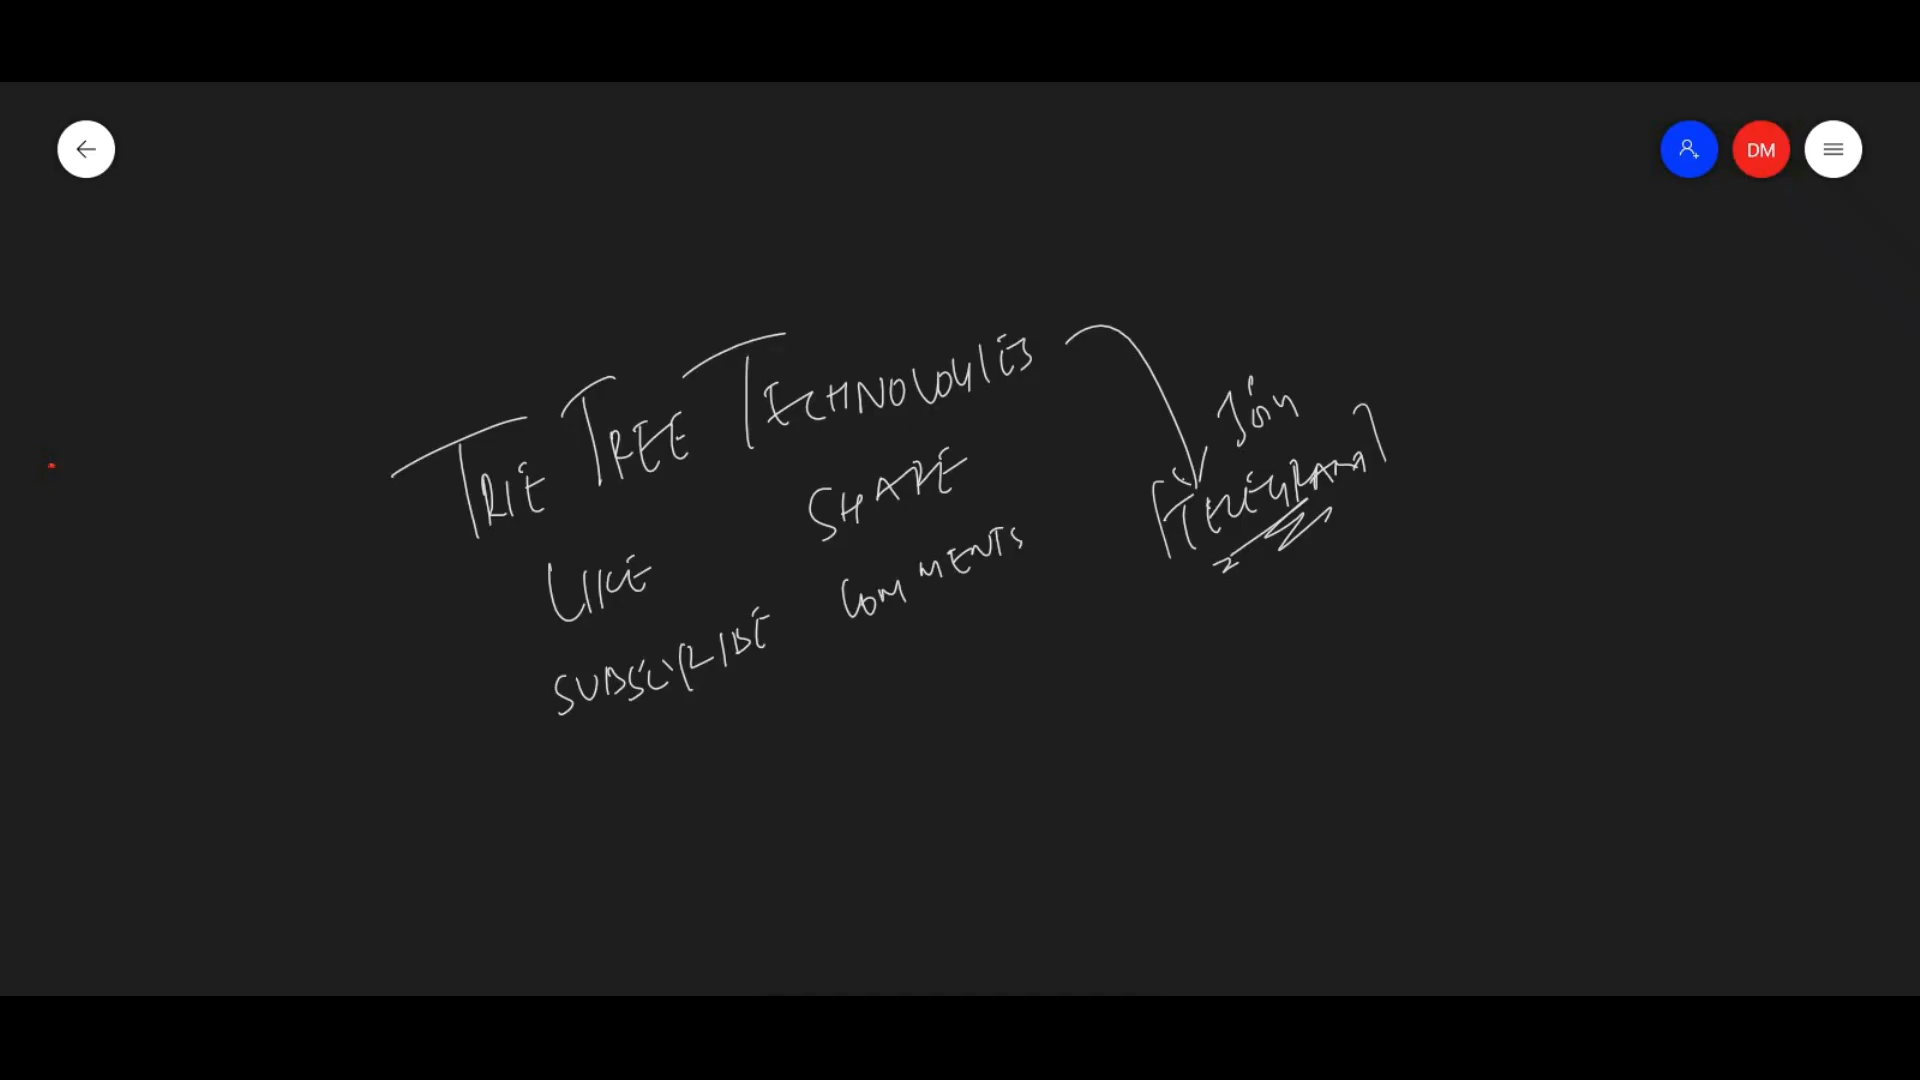 DM
TRIE TREE TECHNOLOGIES
Join
TELEGRAM
LIKE SHARE
SUBSCRIBE COMMENTS